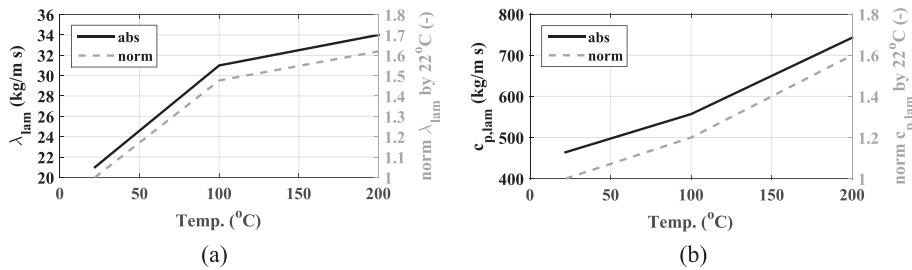 36
34
32
30
28
26
24
22
20
λlam (kg/m s)
abs
norm
1.8
1.7
1.6
1.5
1.4
1.3
1.2
1.1
1
norm λlam by 22°C (-)
0 50 100 150 200
Temp. (°C)
(a)
800
700
600
500
400
cp,lam (kg/m s)
abs
norm
1.8
1.6
1.4
1.2
1
norm cp,lam by 22°C (-)
0 50 100 150 200
Temp. (°C)
(b)